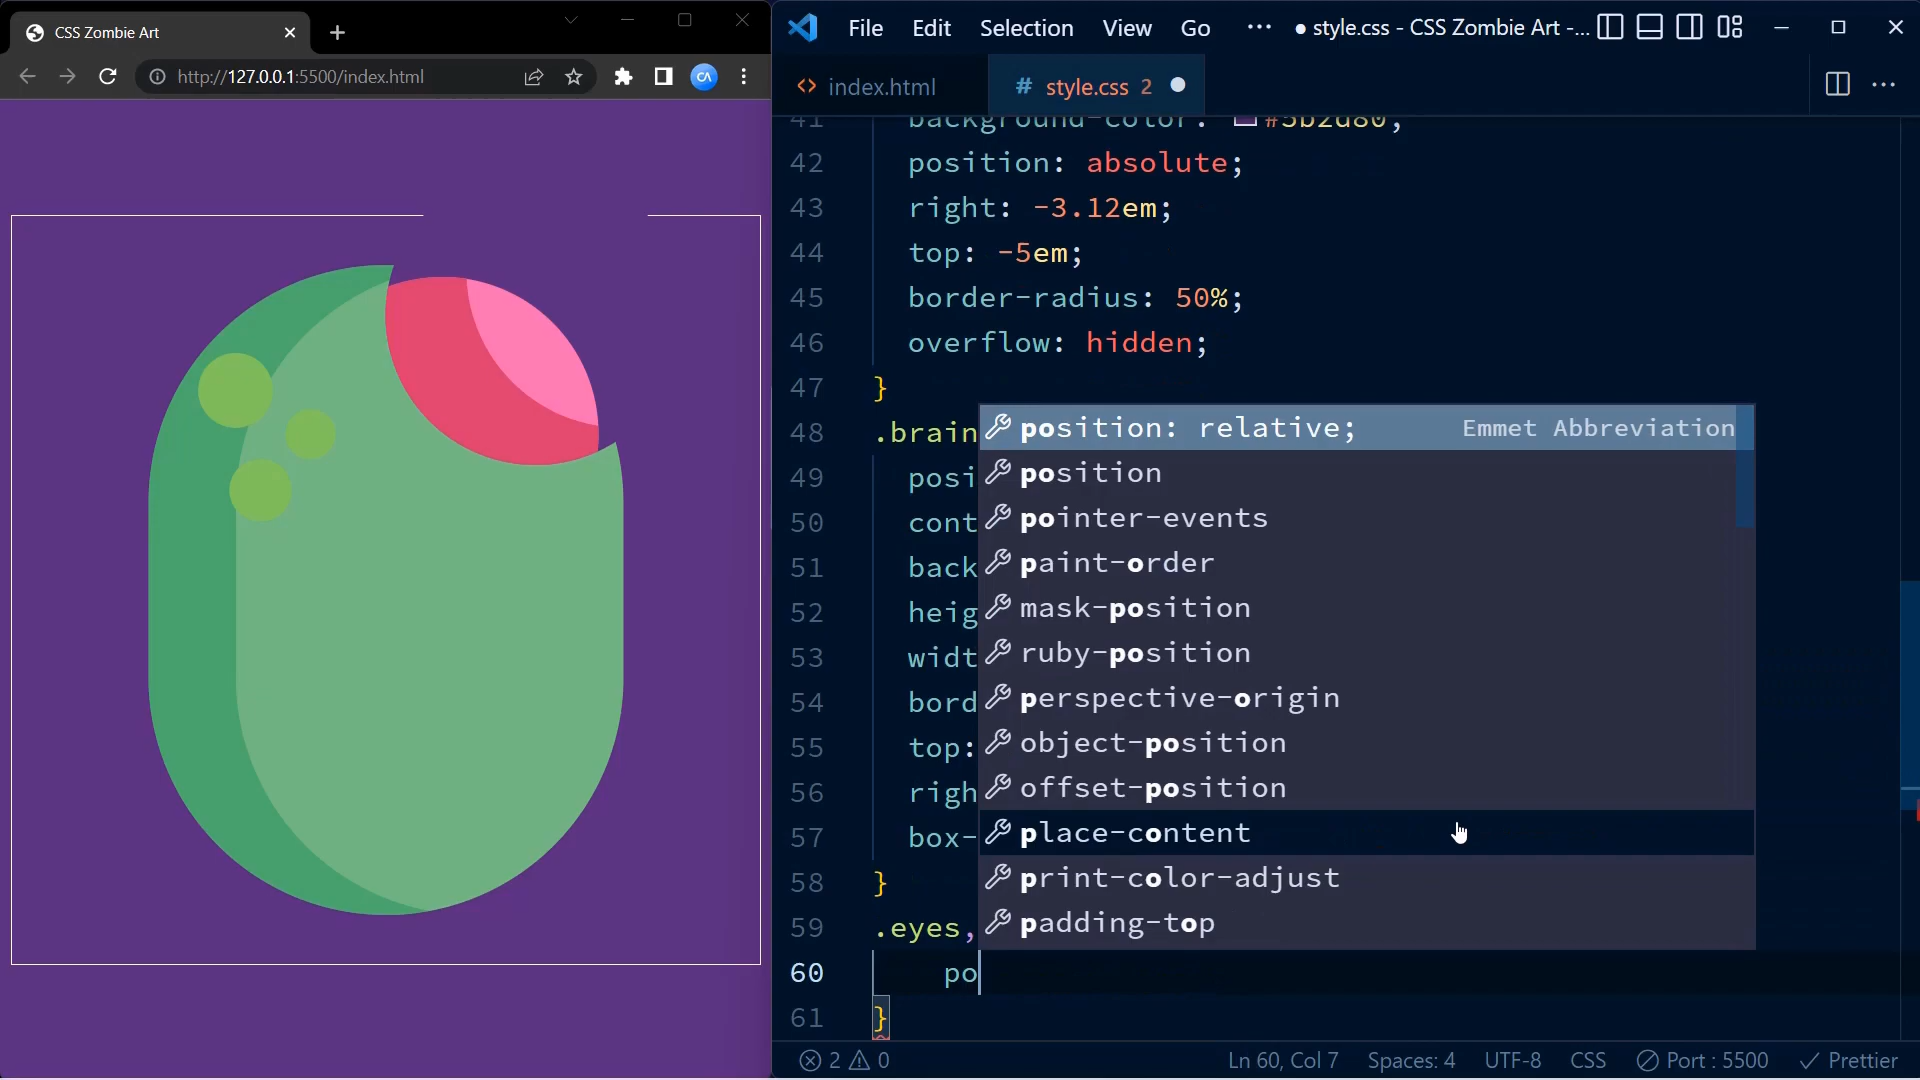 CSS Zombie Art
http://127.0.0.1:5500/index.html
CA
File Edit Selection View Go ··· ● style.css - CSS Zombie Art -...
<> index.html
# style.css 2
41 background-color: #5b2d80;
42 position: absolute;
43 right: -3.12em;
44 top: -5em;
45 border-radius: 50%;
46 overflow: hidden;
47 }
48 .brain
49 posi
50 cont
51 back
52 heig
53 widt
54 bord
55 top:
56 righ
57 box-
58 }
59 .eyes,
60 po
61 }
position: relative; Emmet Abbreviation
position
pointer-events
paint-order
mask-position
ruby-position
perspective-origin
object-position
offset-position
place-content
print-color-adjust
padding-top
2 0 Ln 60, Col 7 Spaces: 4 UTF-8 CSS Port : 5500 Prettier